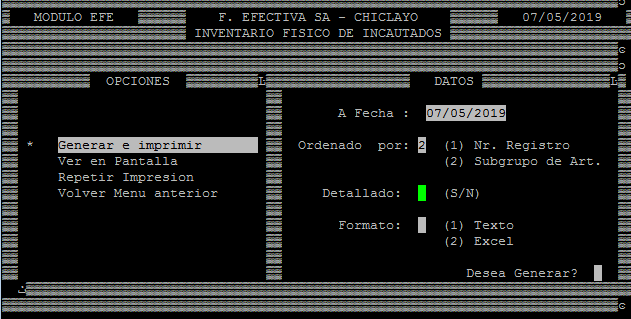 MODULO EFE F. EFECTIVA SA - CHICLAYO 07/05/2019
INVENTARIO FISICO DE INCAUTADOS
OPCIONES
* Generar e imprimir
Ver en Pantalla
Repetir Impresion
Volver Menu anterior
DATOS
A Fecha : 07/05/2019
Ordenado por: 2 (1) Nr. Registro
(2) Subgrupo de Art.
Detallado: (S/N)
Formato: (1) Texto
(2) Excel
Desea Generar?